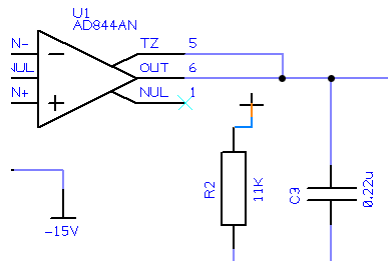 U1
AD844AN
N- TZ 5
NUL OUT 6
N+ NUL 1
R2 11K C3 0.22u
-15V